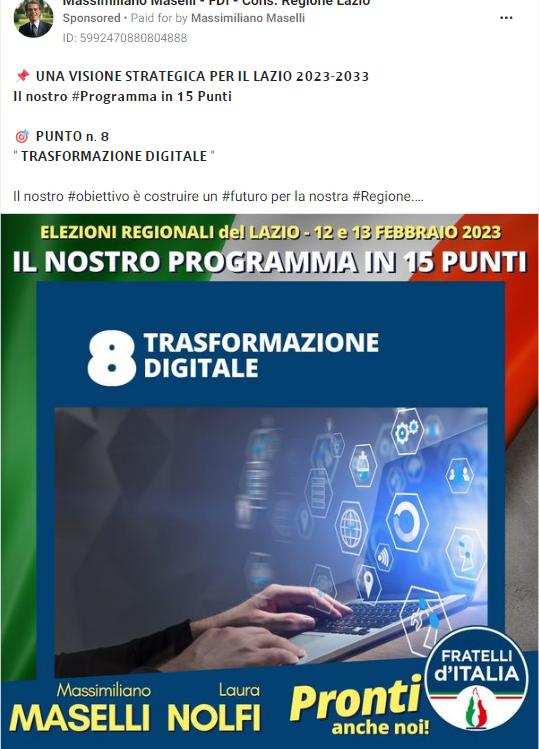 Massimiliano Maselli - FDI - Cons. Regione Lazio
Sponsored • Paid for by Massimiliano Maselli
ID: 5992470880804888
📌 UNA VISIONE STRATEGICA PER IL LAZIO 2023-2033
Il nostro #Programma in 15 Punti
🎯 PUNTO n. 8
" TRASFORMAZIONE DIGITALE "
Il nostro #obiettivo è costruire un #futuro per la nostra #Regione....
ELEZIONI REGIONALI del LAZIO - 12 e 13 FEBBRAIO 2023
IL NOSTRO PROGRAMMA IN 15 PUNTI
8 TRASFORMAZIONE
DIGITALE
Massimiliano
MASELLI
Laura
NOLFI
Pronti
anche noi!
FRATELLI
d'ITALIA